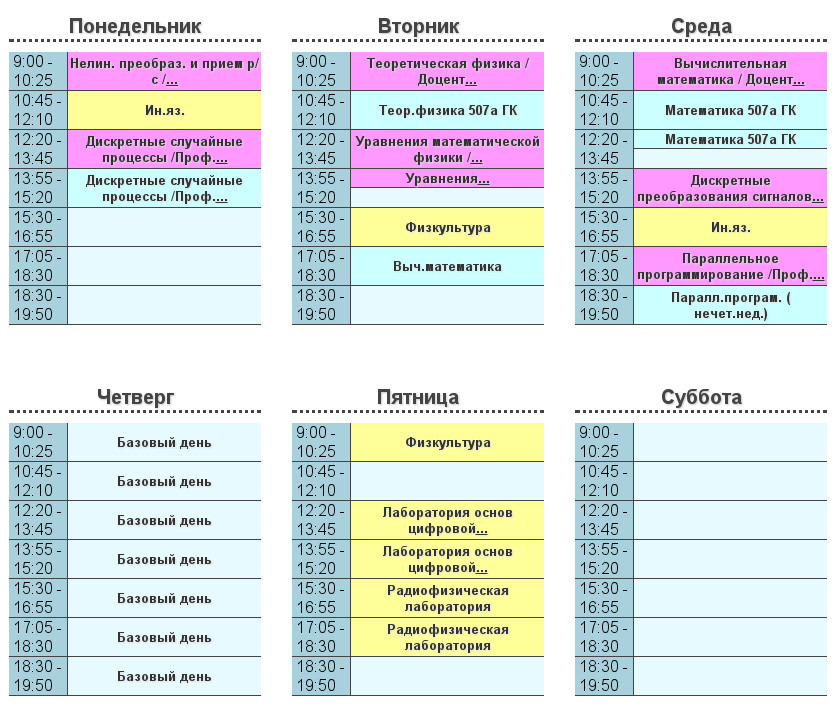 Понедельник
9:00 -
10:25
Нелин. преобраз. и прием р/
с /...
10:45 -
12:10
Ин.яз.
12:20 -
13:45
Дискретные случайные
процессы /Проф....
13:55 -
15:20
Дискретные случайные
процессы /Проф....
15:30 -
16:55
17:05 -
18:30
18:30 -
19:50
Вторник
9:00 -
10:25
Теоретическая физика /
Доцент...
10:45 -
12:10
Теор.физика 507а ГК
12:20 -
13:45
Уравнения математической
физики /...
13:55 -
15:20
Уравнения...
15:30 -
16:55
Физкультура
17:05 -
18:30
Выч.математика
18:30 -
19:50
Среда
9:00 -
10:25
Вычислительная
математика / Доцент...
10:45 -
12:10
Математика 507а ГК
12:20 -
13:45
Математика 507а ГК
13:55 -
15:20
Дискретные
преобразования сигналов...
15:30 -
16:55
Ин.яз.
17:05 -
18:30
Параллельное
программирование /Проф....
18:30 -
19:50
Паралл.програм. (
нечет.нед.)
Четверг
9:00 -
10:25
Базовый день
10:45 -
12:10
Базовый день
12:20 -
13:45
Базовый день
13:55 -
15:20
Базовый день
15:30 -
16:55
Базовый день
17:05 -
18:30
Базовый день
18:30 -
19:50
Базовый день
Пятница
9:00 -
10:25
Физкультура
10:45 -
12:10
12:20 -
13:45
Лаборатория основ
цифровой...
13:55 -
15:20
Лаборатория основ
цифровой...
15:30 -
16:55
Радиофизическая
лаборатория
17:05 -
18:30
Радиофизическая
лаборатория
18:30 -
19:50
Суббота
9:00 -
10:25
10:45 -
12:10
12:20 -
13:45
13:55 -
15:20
15:30 -
16:55
17:05 -
18:30
18:30 -
19:50